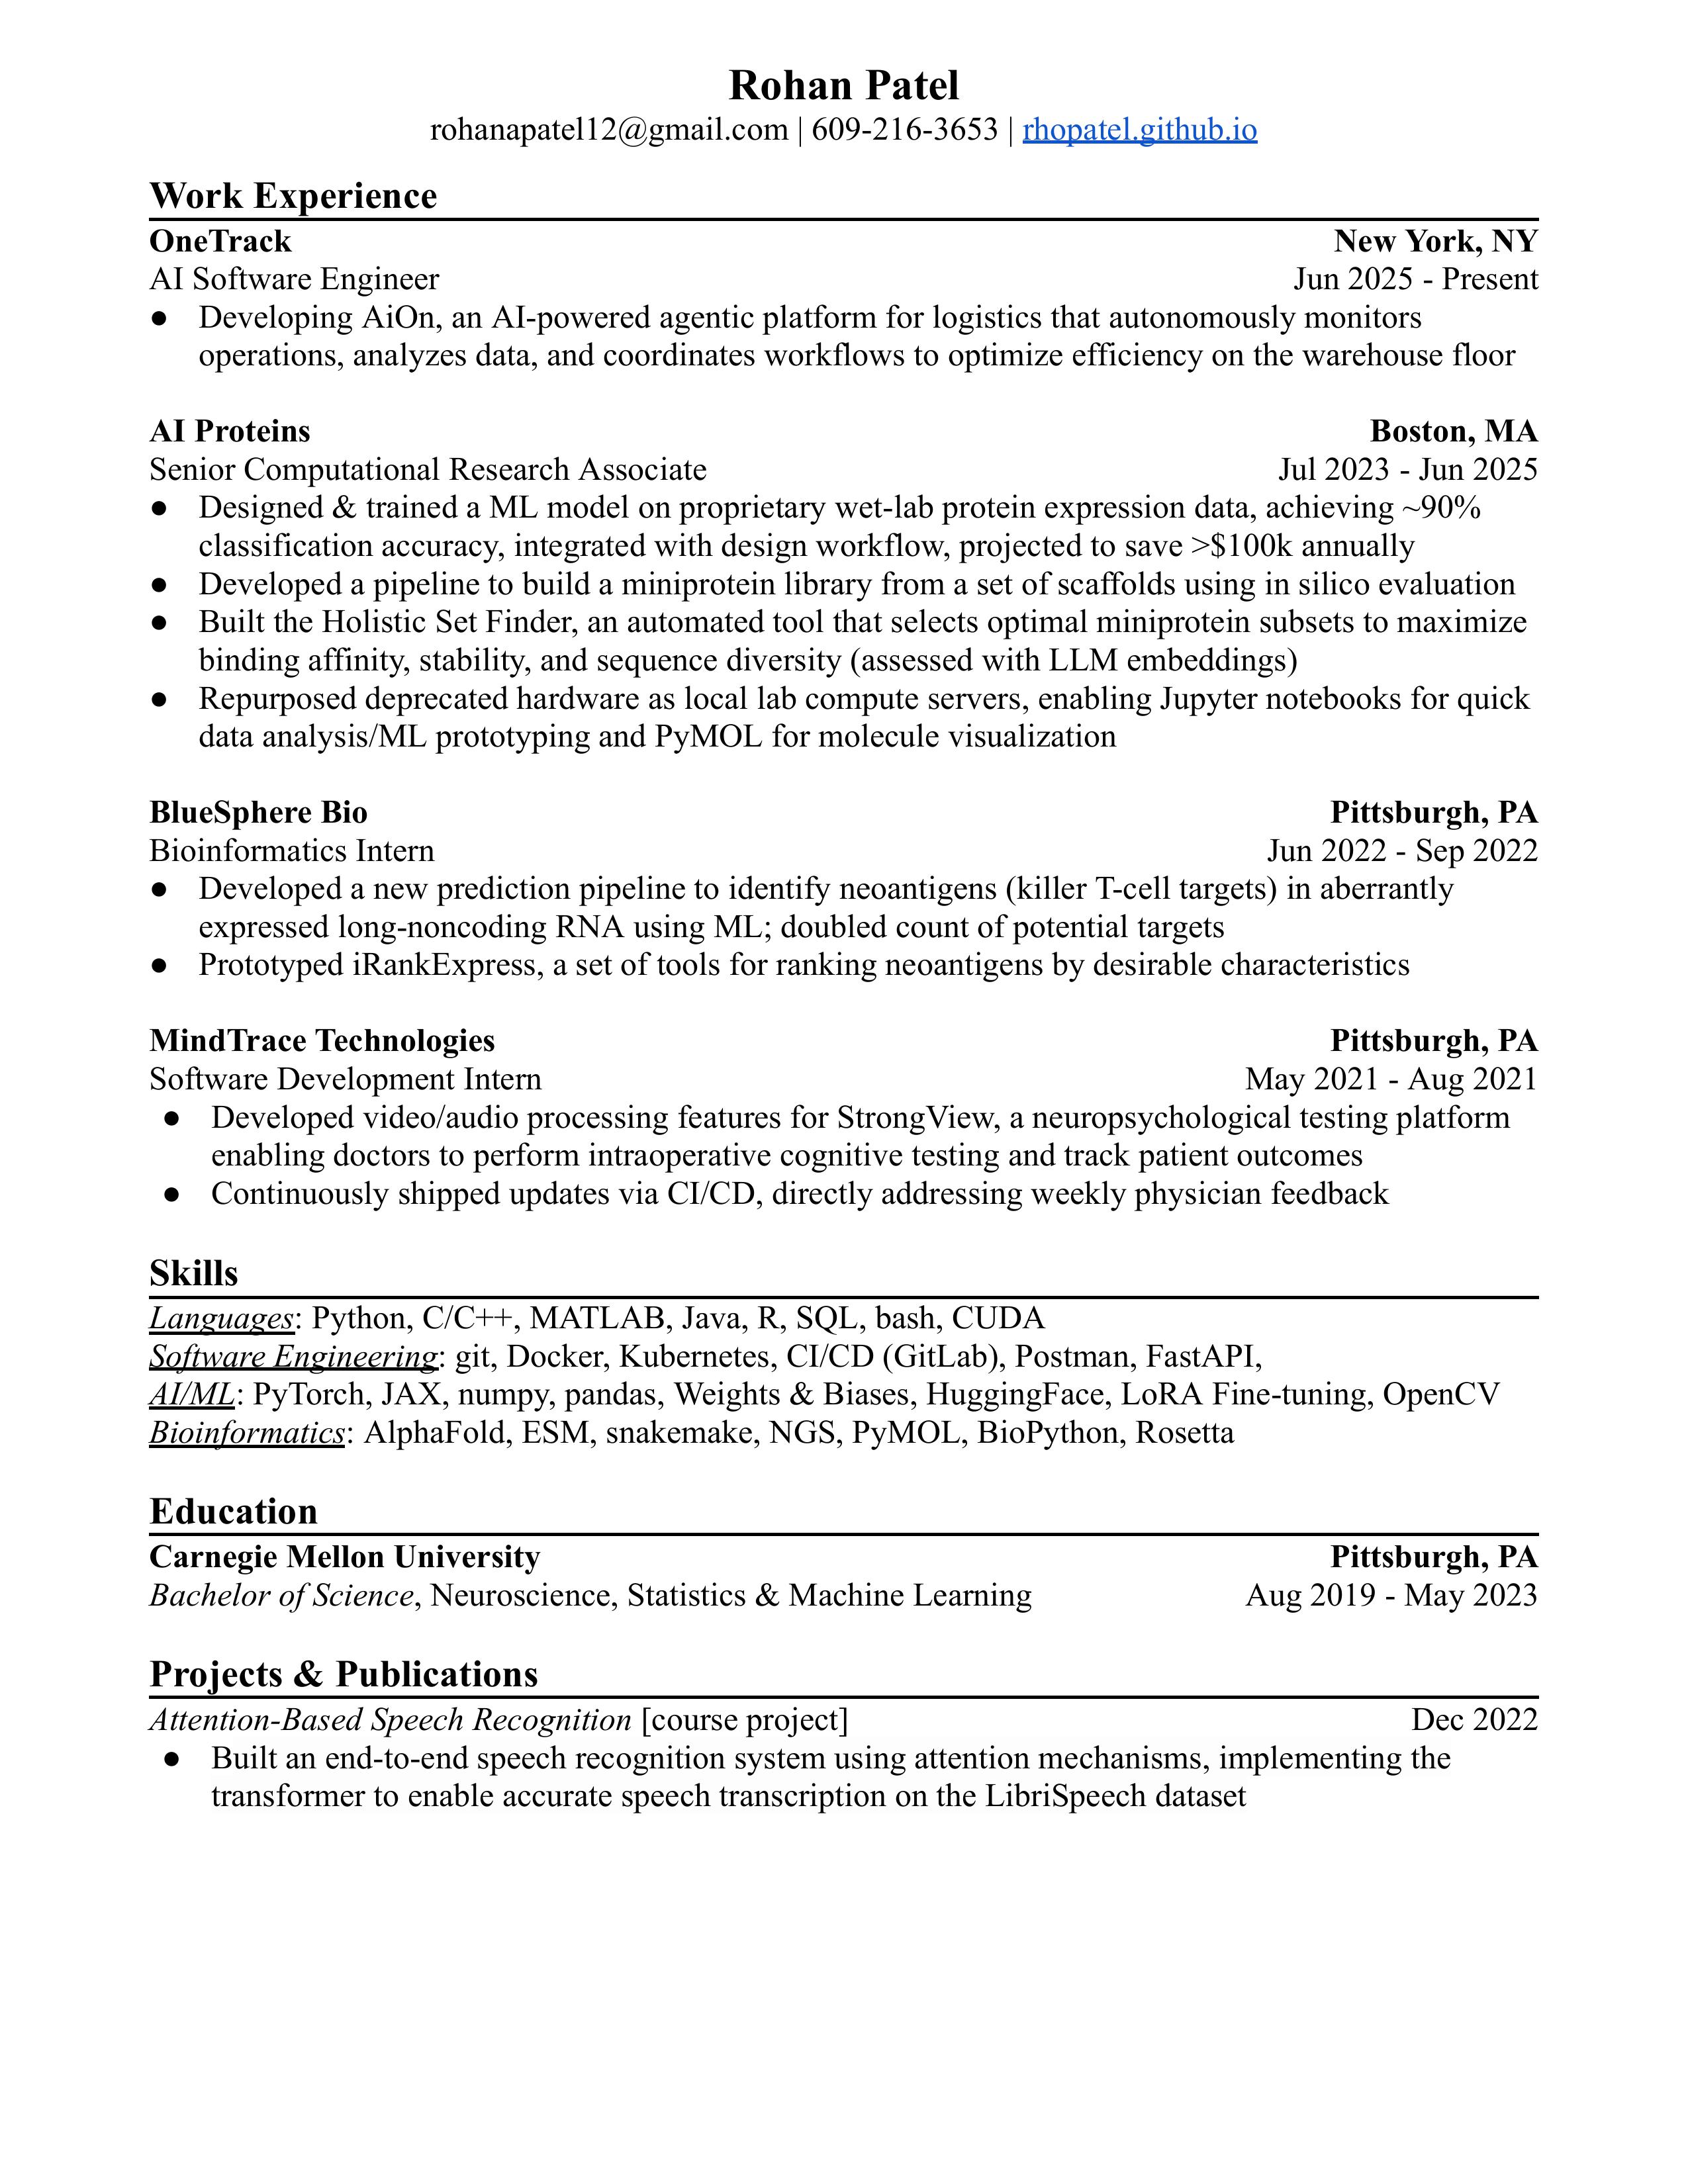 Rohan Patel
rohanapatel12@gmail.com | 609-216-3653 | rhopatel.github.io
Work Experience
OneTrack New York, NY
AI Software Engineer Jun 2025 - Present
● Developing AiOn, an AI-powered agentic platform for logistics that autonomously monitors
operations, analyzes data, and coordinates workflows to optimize efficiency on the warehouse floor
AI Proteins Boston, MA
Senior Computational Research Associate Jul 2023 - Jun 2025
● Designed & trained a ML model on proprietary wet-lab protein expression data, achieving ~90%
classification accuracy, integrated with design workflow, projected to save >$100k annually
● Developed a pipeline to build a miniprotein library from a set of scaffolds using in silico evaluation
● Built the Holistic Set Finder, an automated tool that selects optimal miniprotein subsets to maximize
binding affinity, stability, and sequence diversity (assessed with LLM embeddings)
● Repurposed deprecated hardware as local lab compute servers, enabling Jupyter notebooks for quick
data analysis/ML prototyping and PyMOL for molecule visualization
BlueSphere Bio Pittsburgh, PA
Bioinformatics Intern Jun 2022 - Sep 2022
● Developed a new prediction pipeline to identify neoantigens (killer T-cell targets) in aberrantly
expressed long-noncoding RNA using ML; doubled count of potential targets
● Prototyped iRankExpress, a set of tools for ranking neoantigens by desirable characteristics
MindTrace Technologies Pittsburgh, PA
Software Development Intern May 2021 - Aug 2021
● Developed video/audio processing features for StrongView, a neuropsychological testing platform
enabling doctors to perform intraoperative cognitive testing and track patient outcomes
● Continuously shipped updates via CI/CD, directly addressing weekly physician feedback
Skills
Languages: Python, C/C++, MATLAB, Java, R, SQL, bash, CUDA
Software Engineering: git, Docker, Kubernetes, CI/CD (GitLab), Postman, FastAPI,
AI/ML: PyTorch, JAX, numpy, pandas, Weights & Biases, HuggingFace, LoRA Fine-tuning, OpenCV
Bioinformatics: AlphaFold, ESM, snakemake, NGS, PyMOL, BioPython, Rosetta
Education
Carnegie Mellon University Pittsburgh, PA
Bachelor of Science, Neuroscience, Statistics & Machine Learning Aug 2019 - May 2023
Projects & Publications
Attention-Based Speech Recognition [course project] Dec 2022
● Built an end-to-end speech recognition system using attention mechanisms, implementing the
transformer to enable accurate speech transcription on the LibriSpeech dataset